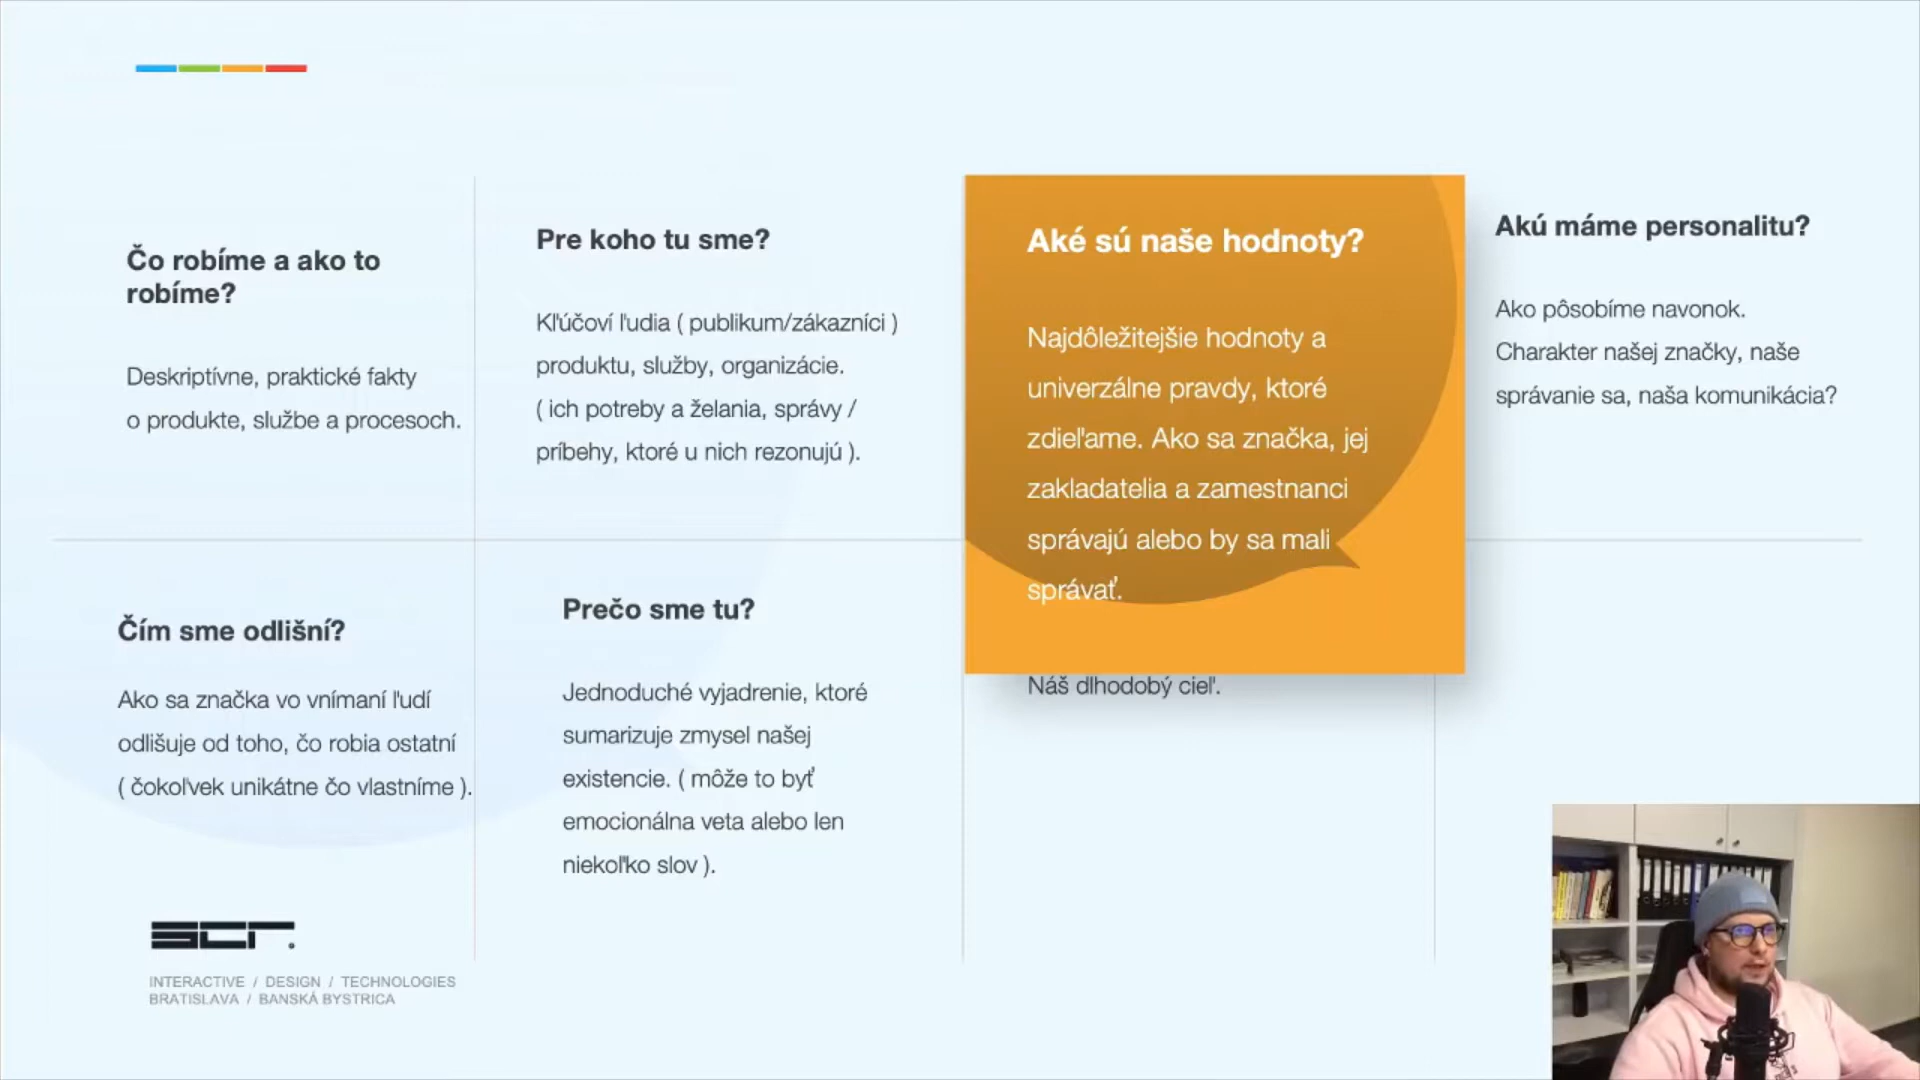 Čo robíme a ako to
robíme?
Deskriptívne, praktické fakty
o produkte, službe a procesoch.
Pre koho tu sme?
Kľúčoví ľudia ( publikum/zákazníci )
produktu, služby, organizácie.
( ich potreby a želania, správy /
príbehy, ktoré u nich rezonujú ).
Aké sú naše hodnoty?
Najdôležitejšie hodnoty a
univerzálne pravdy, ktoré
zdieľame. Ako sa značka, jej
zakladatelia a zamestnanci
správajú alebo by sa mali
správať.
Akú máme personalitu?
Ako pôsobíme navonok.
Charakter našej značky, naše
správanie sa, naša komunikácia?
Čím sme odlišní?
Ako sa značka vo vnímaní ľudí
odlišuje od toho, čo robia ostatní
( čokoľvek unikátne čo vlastníme ).
Prečo sme tu?
Jednoduché vyjadrenie, ktoré
sumarizuje zmysel našej
existencie. ( môže to byť
emocionálna veta alebo len
niekoľko slov ).
Náš dlhodobý cieľ.
scr.
INTERACTIVE / DESIGN / TECHNOLOGIES
BRATISLAVA / BANSKÁ BYSTRICA